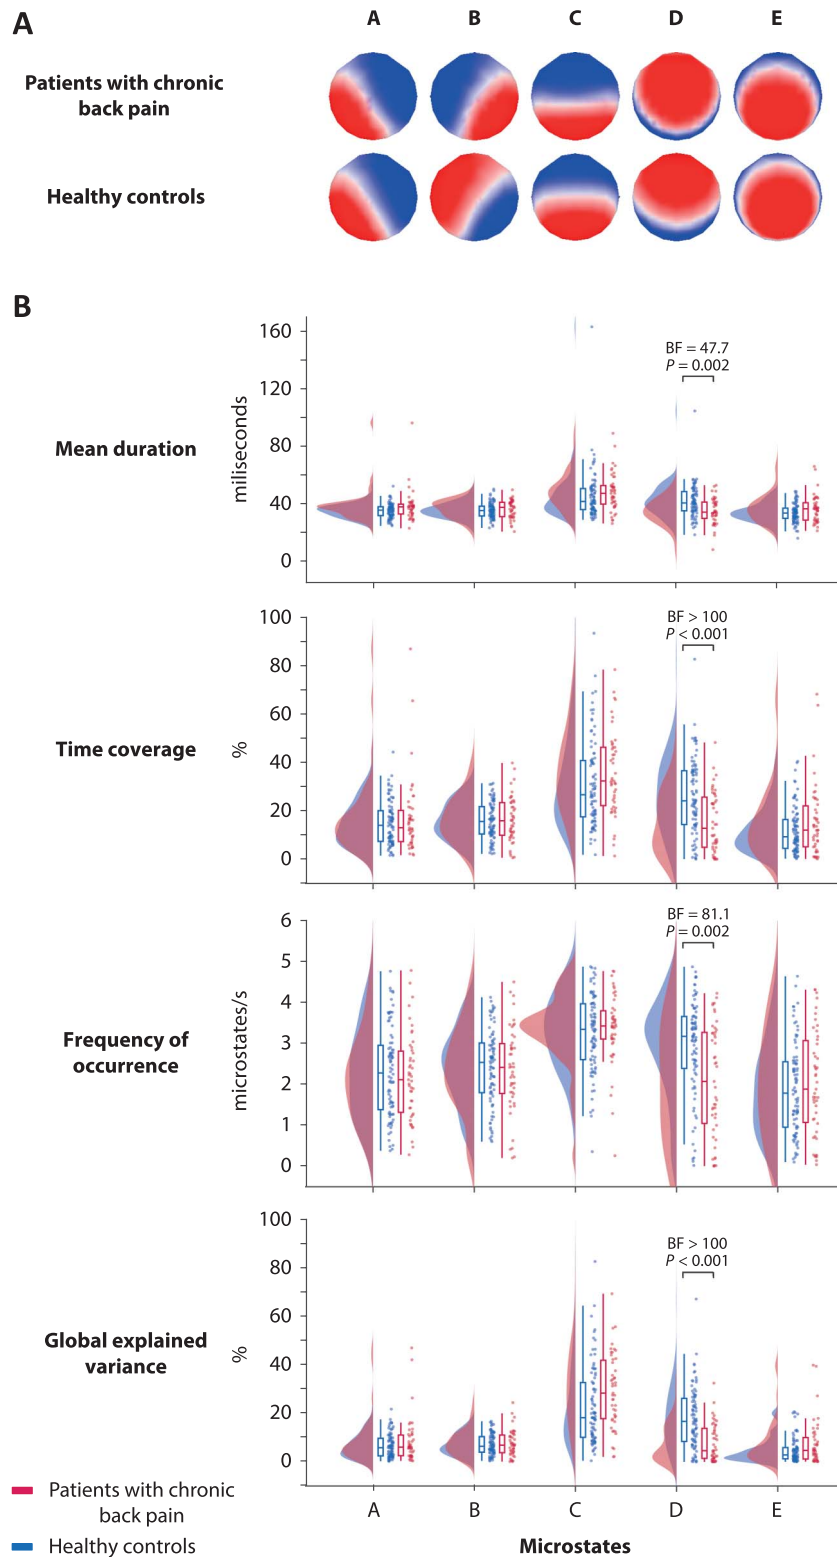 A
A B C D E
Patients with chronic
back pain
Healthy controls
B
Mean duration
miliseconds
160
120
80
40
0
BF = 47.7
P = 0.002
Time coverage
%
100
80
60
40
20
0
BF > 100
P < 0.001
Frequency of
occurrence
microstates/s
6
5
4
3
2
1
0
BF = 81.1
P = 0.002
Global explained
variance
%
100
80
60
40
20
0
BF > 100
P < 0.001
A B C D E
Microstates
Patients with chronic
back pain
Healthy controls